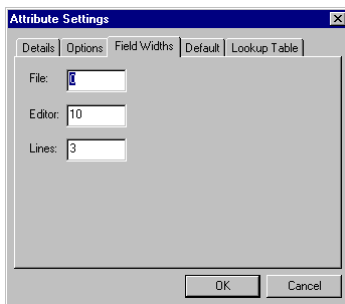 Attribute Settings
Details Options Field Widths Default Lookup Table
File: 0
Editor: 10
Lines: 3
OK Cancel